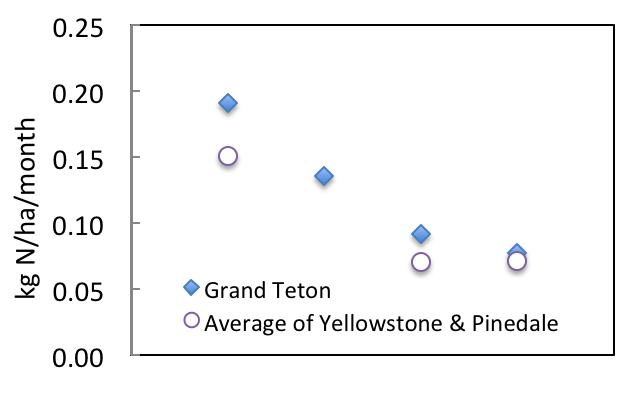 0.25
0.20
0.15
0.10
0.05
0.00
kg N/ha/month
Grand Teton
Average of Yellowstone & Pinedale